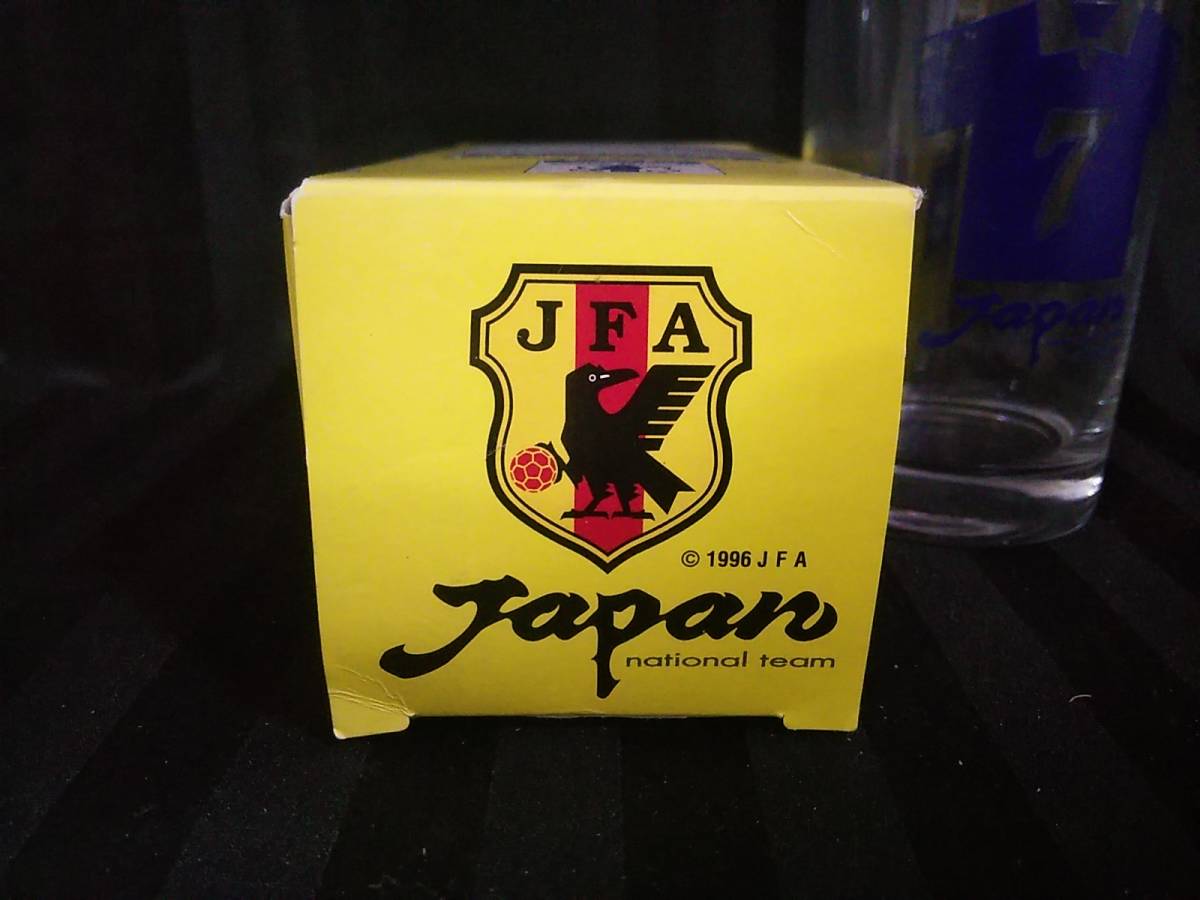 JFA
© 1996 J F A
Japan
national team
7
Japan